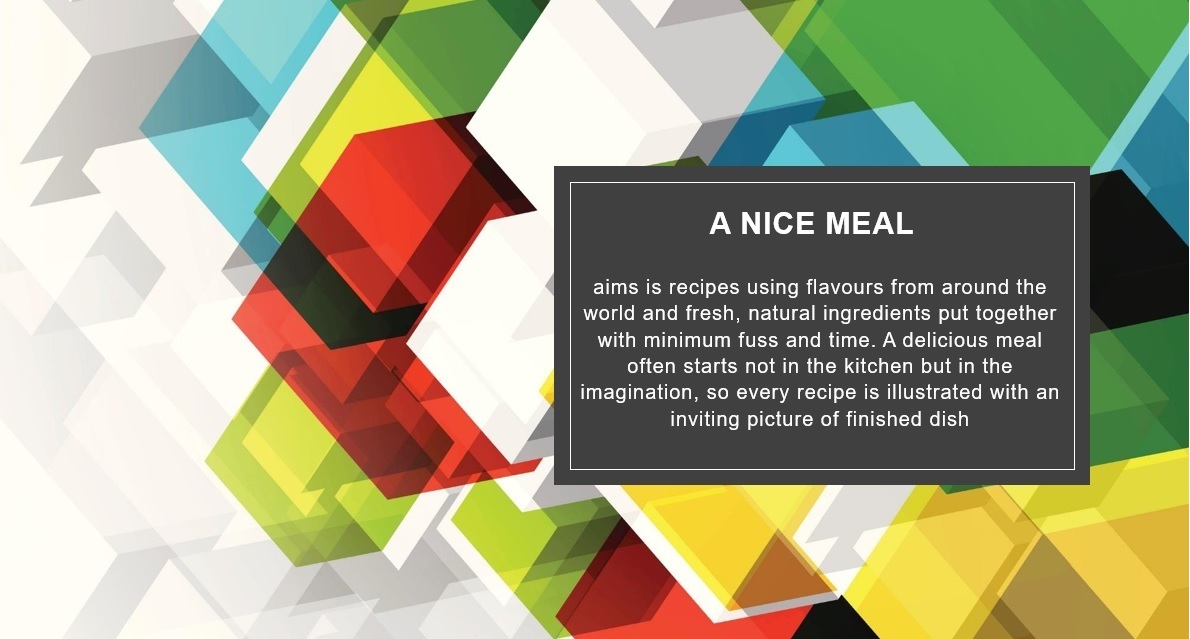 A NICE MEAL
aims is recipes using flavours from around the
world and fresh, natural ingredients put together
with minimum fuss and time. A delicious meal
often starts not in the kitchen but in the
imagination, so every recipe is illustrated with an
inviting picture of finished dish